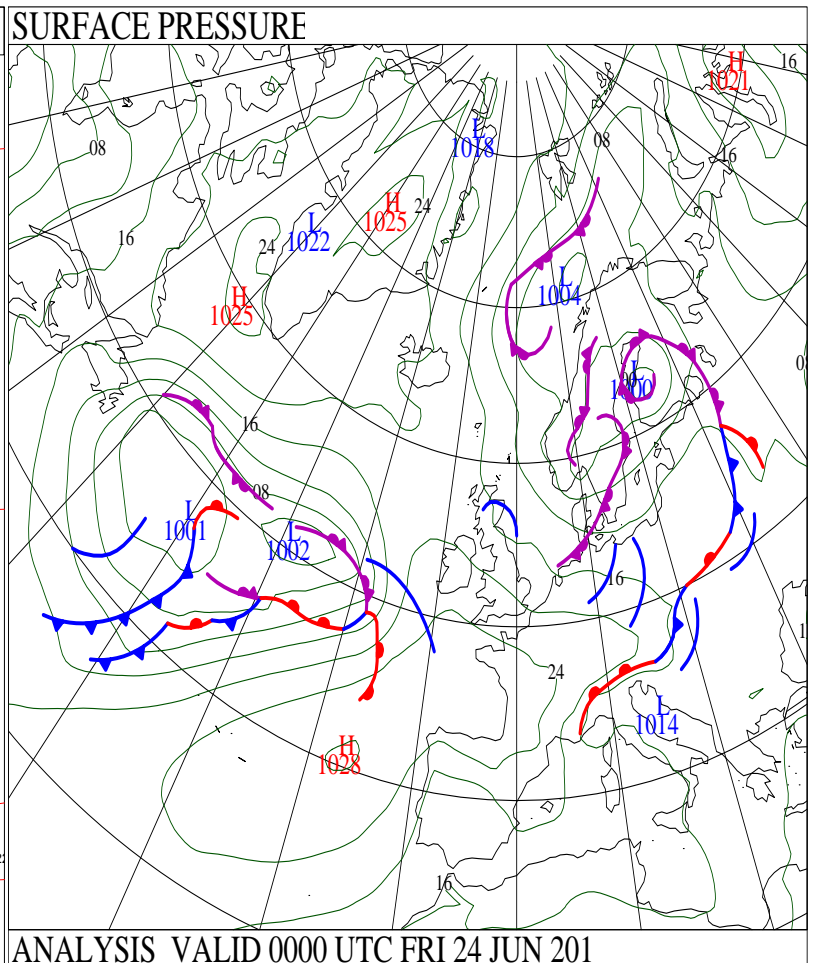 SURFACE PRESSURE
H
1021
16
L
1018
08
08
16
H
1025
24
L
1022
16
24
H
1025
L
1004
L
1000
16
08
L
1001
L
1002
16
24
L
1014
H
1028
16
ANALYSIS VALID 0000 UTC FRI 24 JUN 201